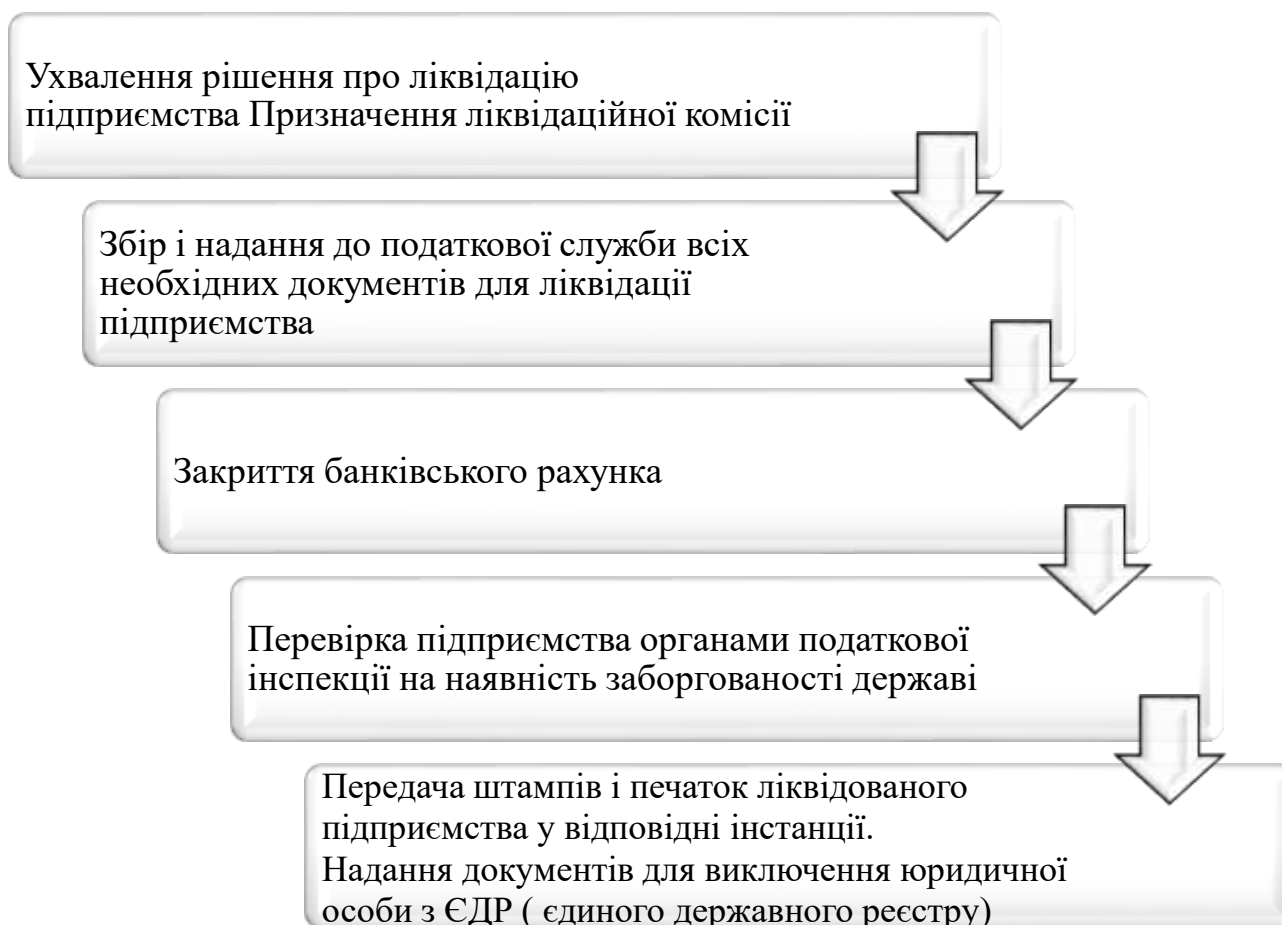 Ухвалення рішення про ліквідацію
підприємства Призначення ліквідаційної комісії
Збір і надання до податкової служби всіх
необхідних документів для ліквідації
підприємства
Закриття банківського рахунка
Перевірка підприємства органами податкової
інспекції на наявність заборгованості державі
Передача штампів і печаток ліквідованого
підприємства у відповідні інстанції.
Надання документів для виключення юридичної
особи з ЄДР ( єдиного державного реєстру)